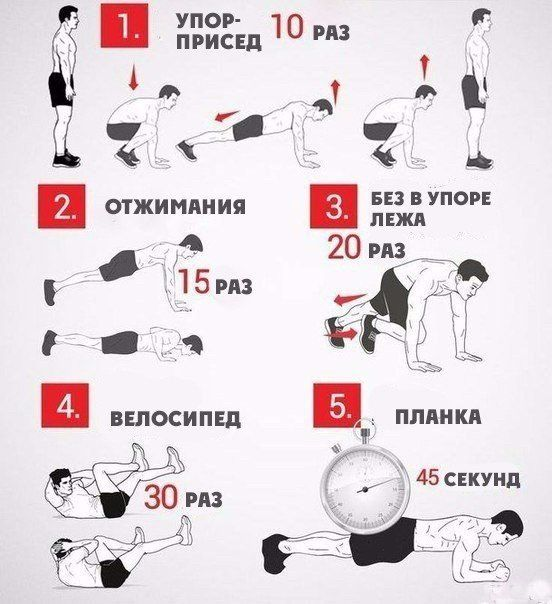 1. УПОР-
ПРИСЕД 10 РАЗ
2. ОТЖИМАНИЯ
15 РАЗ
3. БЕЗ В УПОРЕ
ЛЕЖА
20 РАЗ
4. ВЕЛОСИПЕД
30 РАЗ
5. ПЛАНКА
45 СЕКУНД